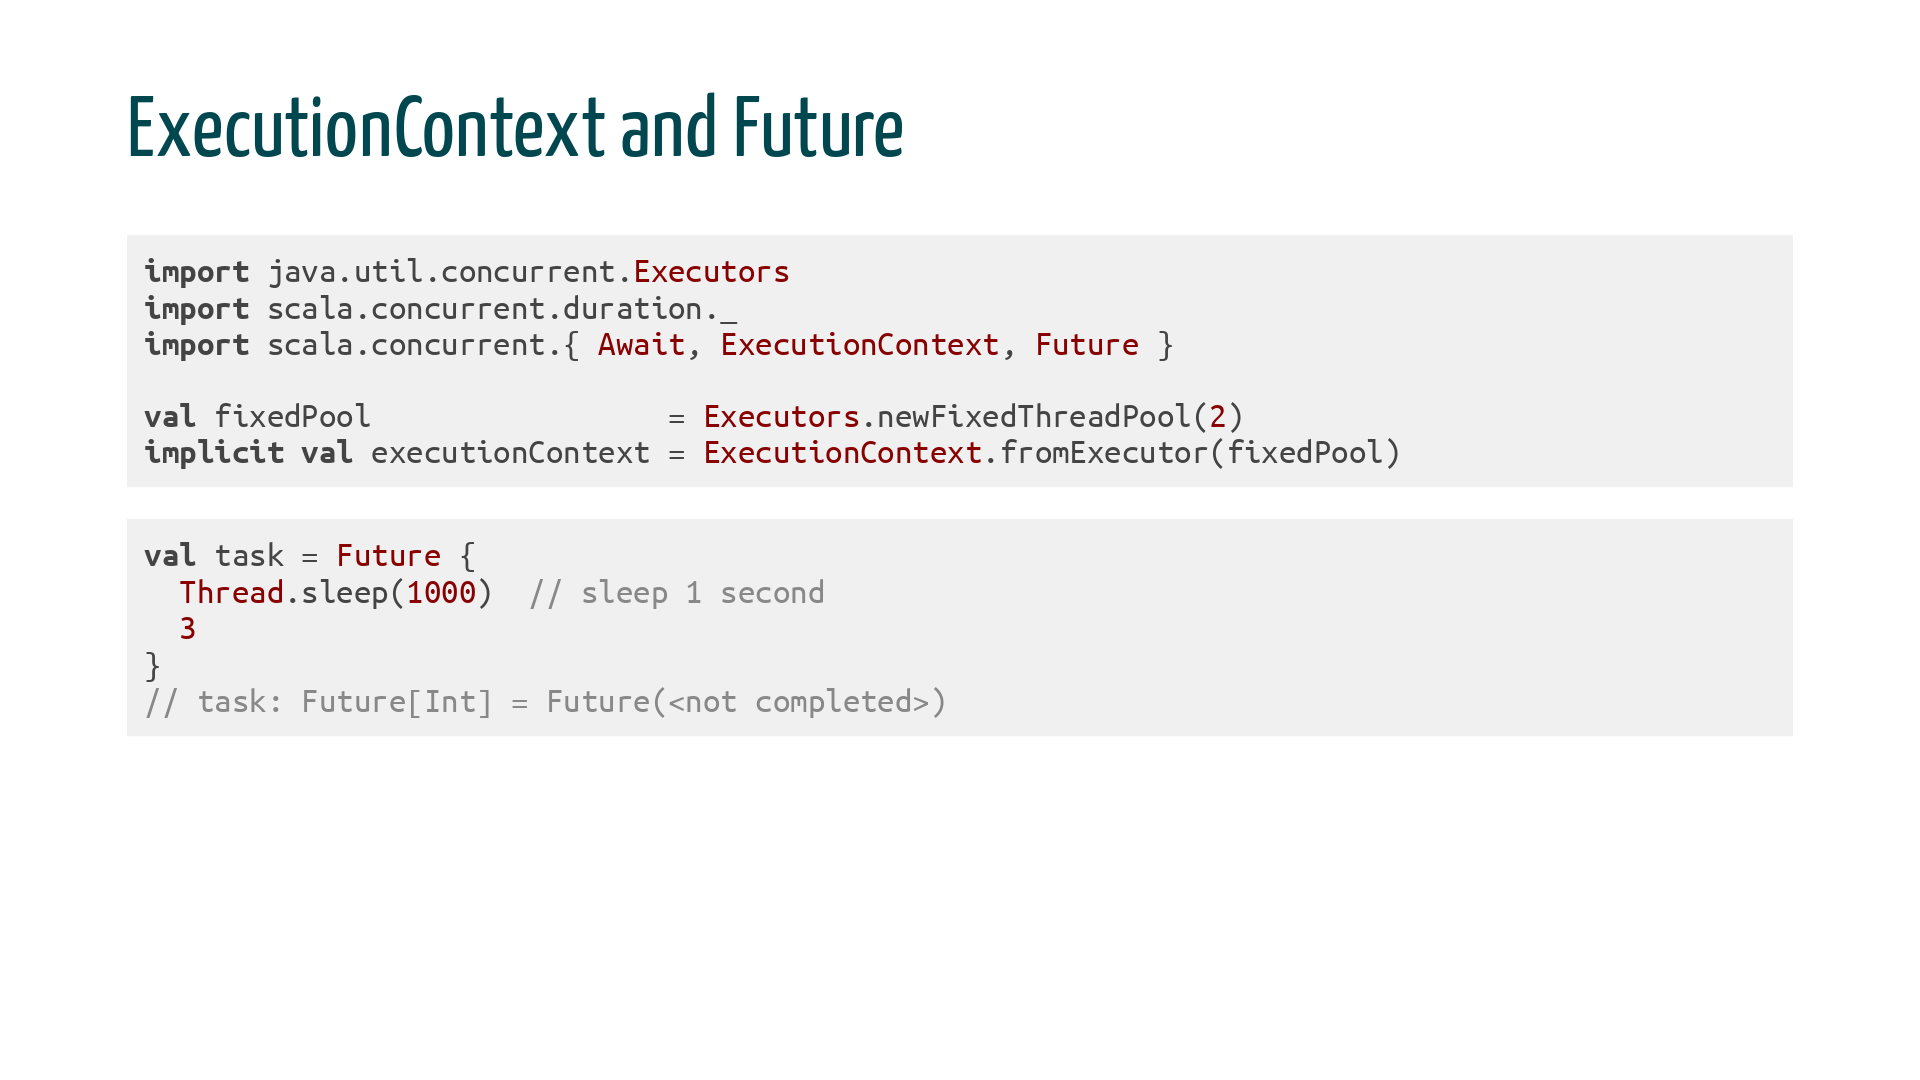 ExecutionContext and Future
import java.util.concurrent.Executors
import scala.concurrent.duration._
import scala.concurrent.{ Await, ExecutionContext, Future }
val fixedPool                 = Executors.newFixedThreadPool(2)
implicit val executionContext = ExecutionContext.fromExecutor(fixedPool)
val task = Future {
  Thread.sleep(1000)  // sleep 1 second
  3
}
// task: Future[Int] = Future(<not completed>)